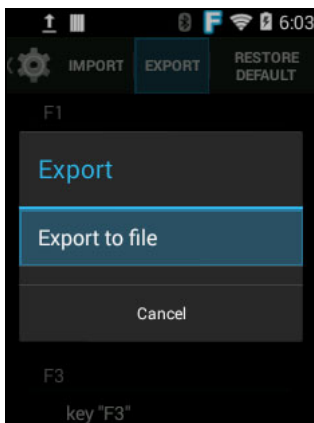 F 6:03
IMPORT EXPORT RESTORE
DEFAULT
F1
Export
Export to file
Cancel
F3
key "F3"